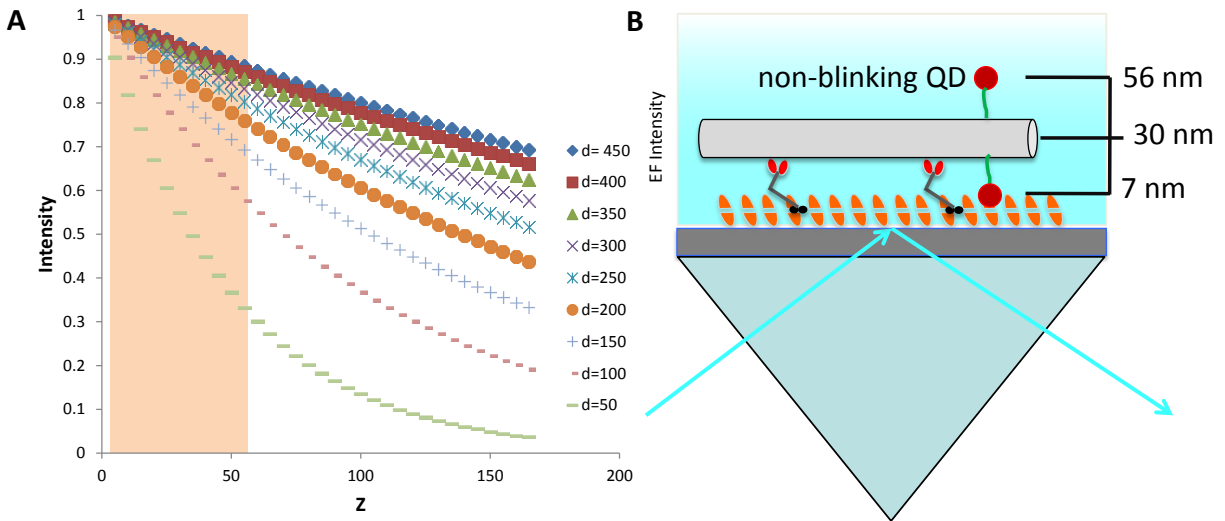 A
1
0.9
0.8
0.7
0.6
0.5
0.4
0.3
0.2
0.1
0
Intensity
0
50
100
150
200
Z
d= 450
d=400
d=350
d=300
d=250
d=200
d=150
d=100
d=50
B
EF Intensity
non-blinking QD
56 nm
30 nm
7 nm